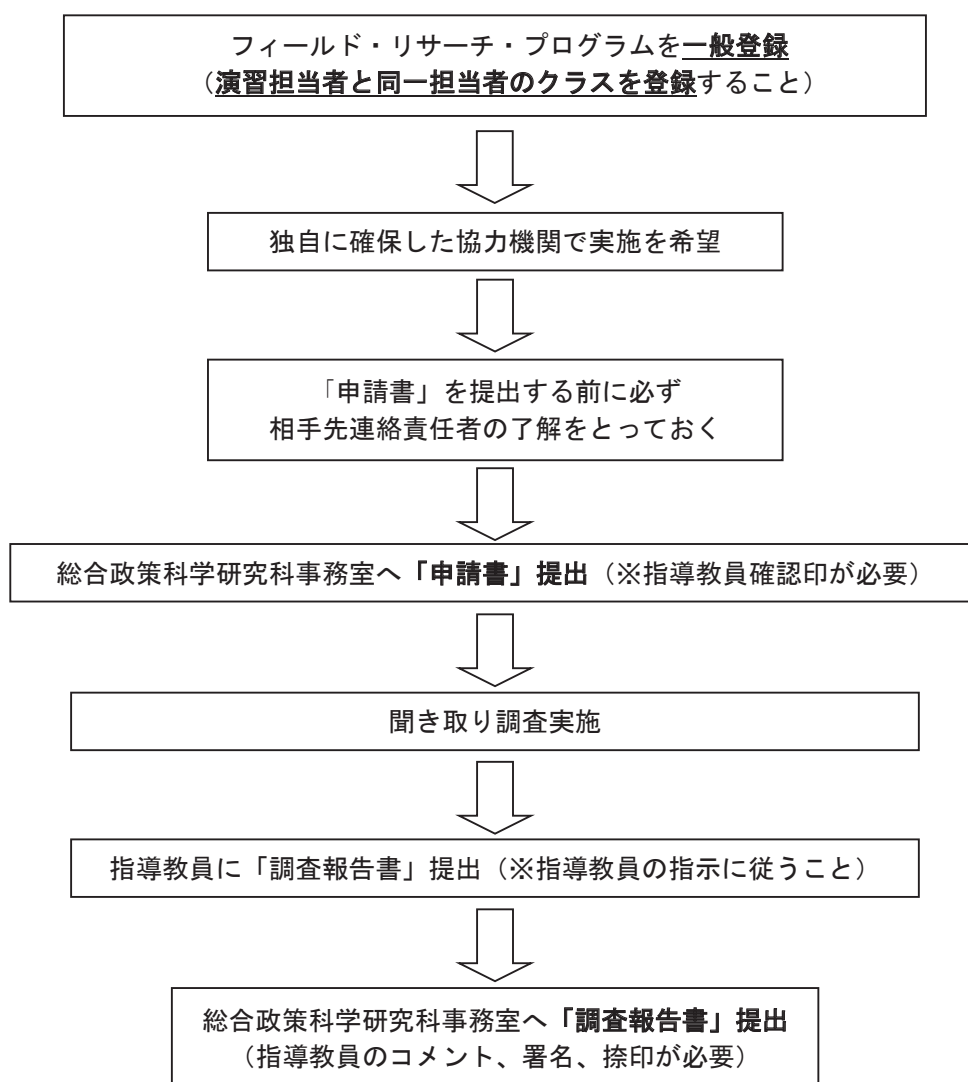 フィールド・リサーチ・プログラムを一般登録
（演習担当者と同一担当者のクラスを登録すること）
独自に確保した協力機関で実施を希望
「申請書」を提出する前に必ず
相手先連絡責任者の了解をとっておく
総合政策科学研究科事務室へ「申請書」提出（※指導教員確認印が必要）
聞き取り調査実施
指導教員に「調査報告書」提出（※指導教員の指示に従うこと）
総合政策科学研究科事務室へ「調査報告書」提出
（指導教員のコメント、署名、捺印が必要）